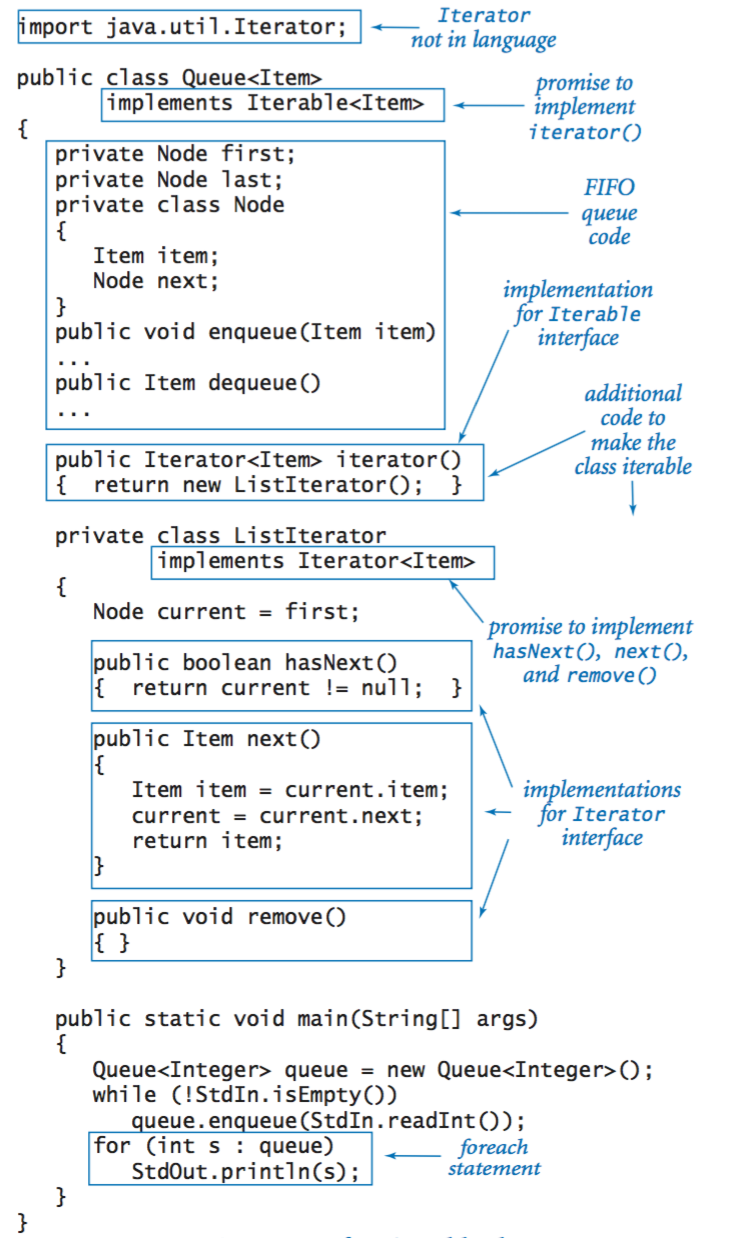 import java.util.Iterator;
Iterator
not in language
public class Queue<Item>
implements Iterable<Item>
promise to
implement
iterator()
{
private Node first;
private Node last;
private class Node
{
Item item;
Node next;
}
public void enqueue(Item item)
...
public Item dequeue()
...
FIFO
queue
code
implementation
for Iterable
interface
additional
code to
make the
class iterable
public Iterator<Item> iterator()
{ return new ListIterator(); }
private class ListIterator
implements Iterator<Item>
{
Node current = first;
promise to implement
hasNext(), next(),
and remove()
public boolean hasNext()
{ return current != null; }
public Item next()
{
Item item = current.item;
current = current.next;
return item;
}
implementations
for Iterator
interface
public void remove()
{ }
}
public static void main(String[] args)
{
Queue<Integer> queue = new Queue<Integer>();
while (!StdIn.isEmpty())
queue.enqueue(StdIn.readInt());
for (int s : queue)
StdOut.println(s);
foreach
statement
}
}